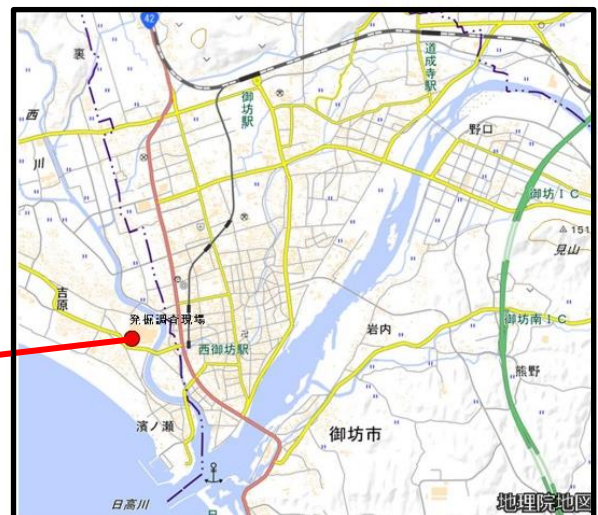 42
裏
西
川
御坊駅
道成寺駅
野口
御坊IC
151
見山
吉原
発掘調査現場
西御坊駅
岩内
御坊南IC
熊野
濱ノ瀬
御坊市
日高川
地理院地図